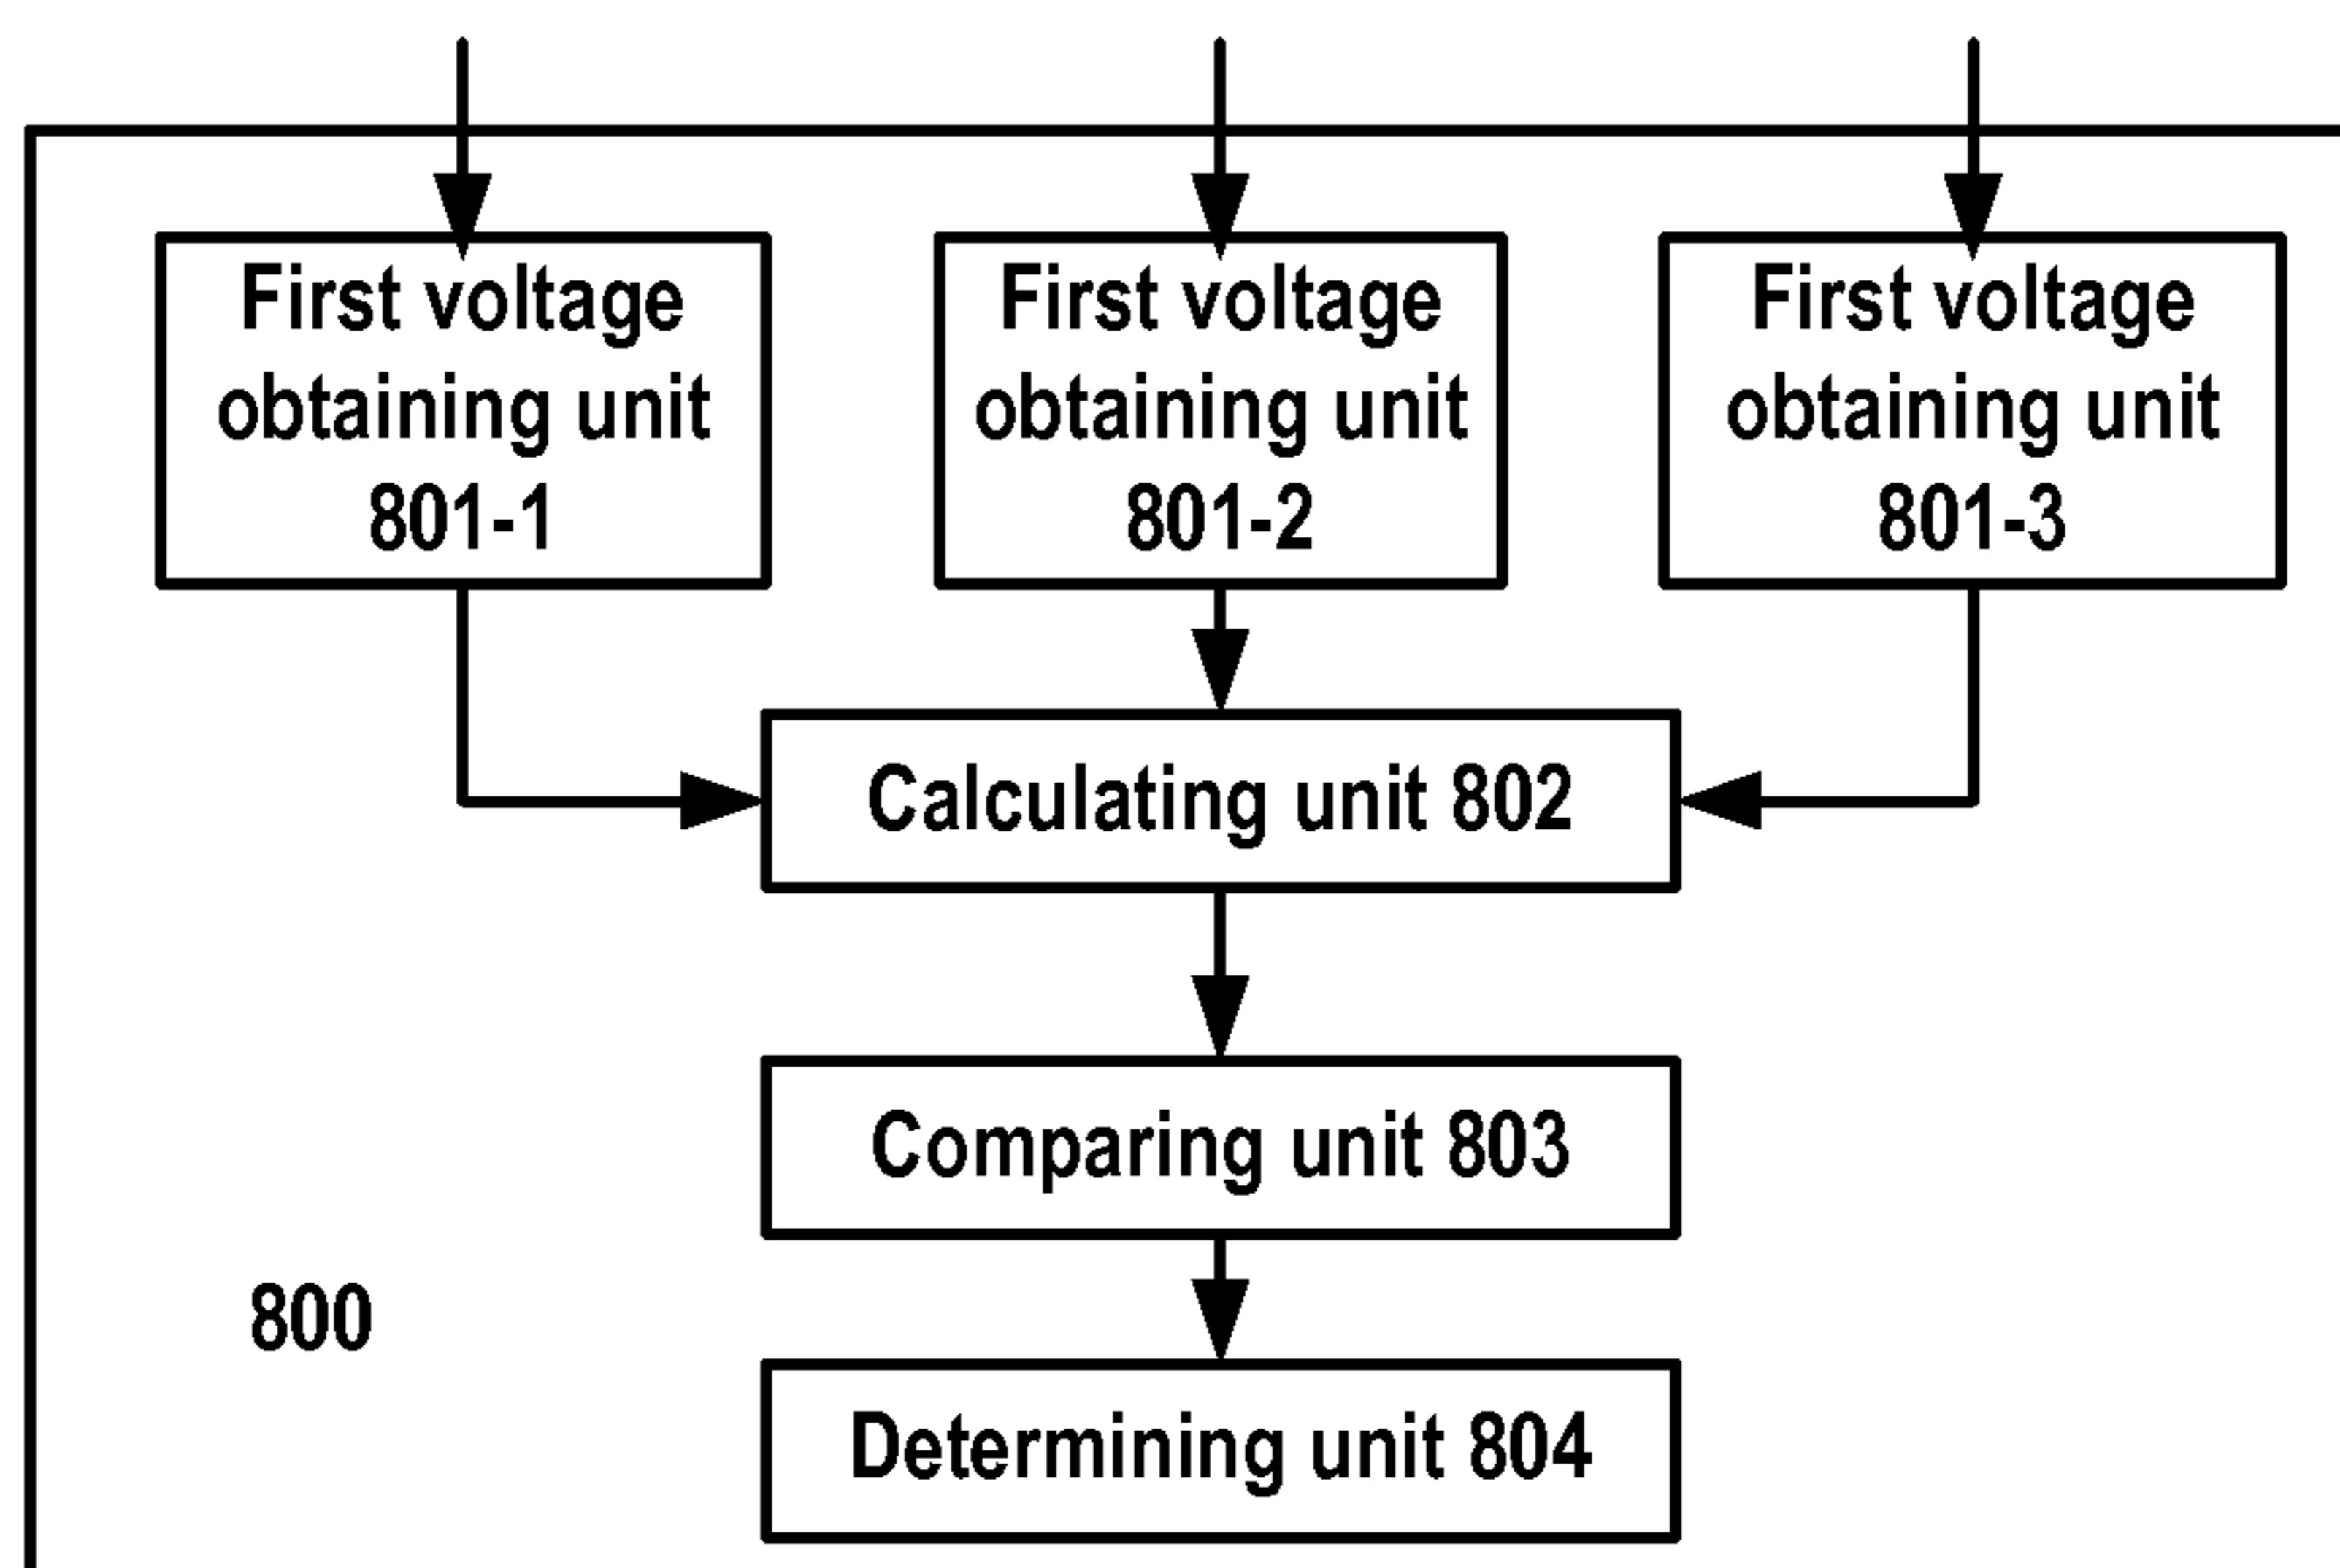 First voltage
obtaining unit
801-1
First voltage
obtaining unit
801-2
First voltage
obtaining unit
801-3
Calculating unit 802
Comparing unit 803
800
Determining unit 804